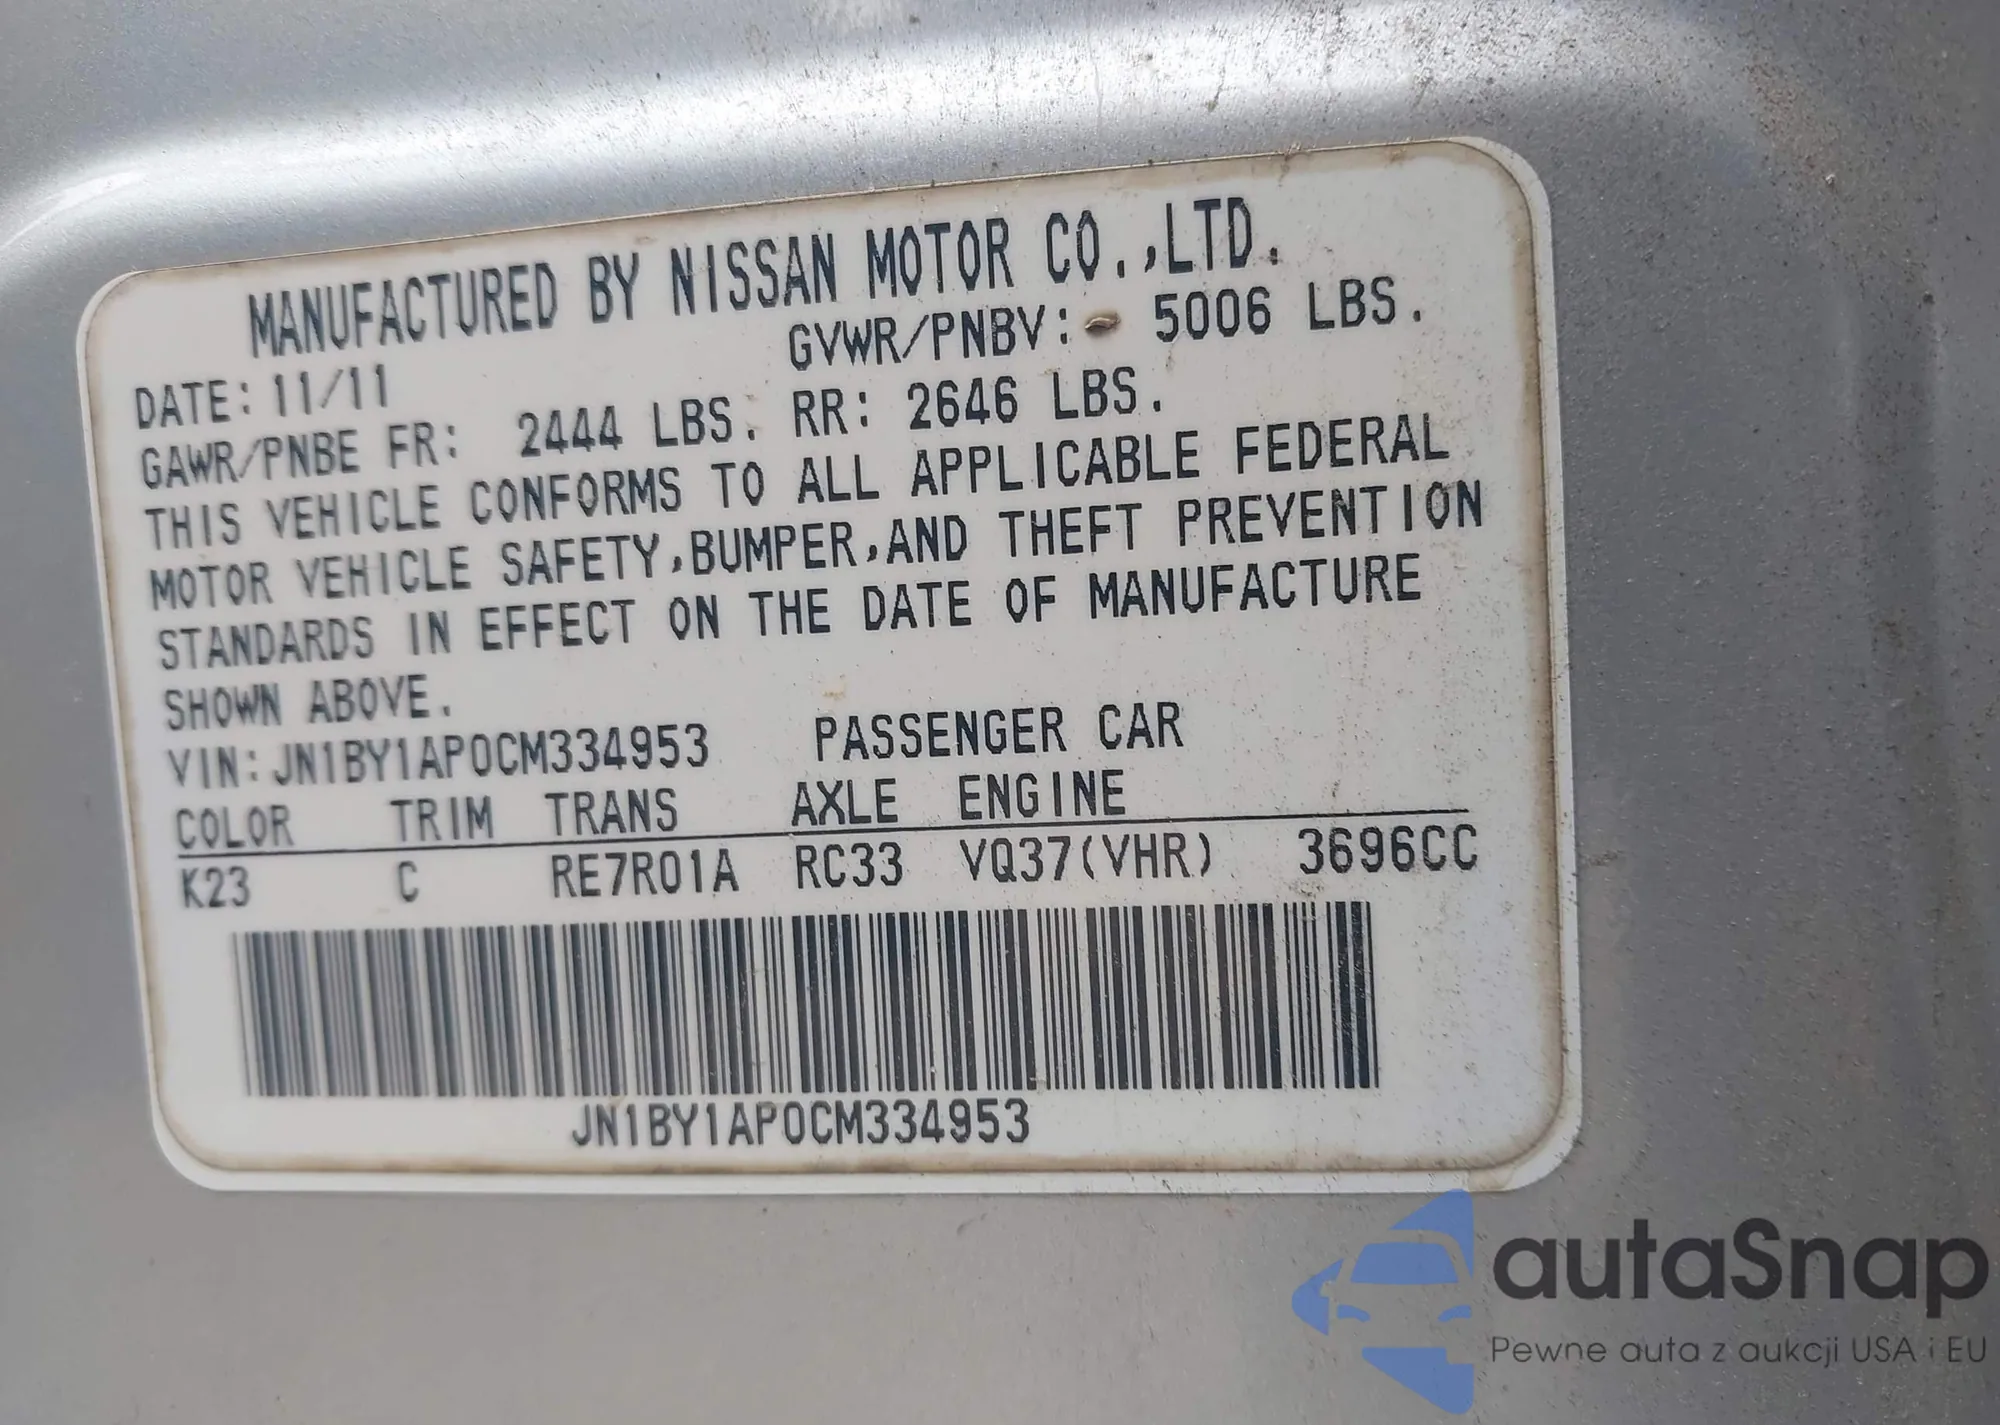 MANUFACTURED BY NISSAN MOTOR CO.,LTD.
DATE: 11/11 GVWR/PNBV: 5006 LBS.
GAWR/PNBE FR: 2444 LBS. RR: 2646 LBS.
THIS VEHICLE CONFORMS TO ALL APPLICABLE FEDERAL
MOTOR VEHICLE SAFETY,BUMPER,AND THEFT PREVENTION
STANDARDS IN EFFECT ON THE DATE OF MANUFACTURE
SHOWN ABOVE.
VIN: JN1BY1AP0CM334953 PASSENGER CAR
COLOR TRIM TRANS AXLE ENGINE
K23 C RE7R01A RC33 VQ37(VHR) 3696CC
JN1BY1AP0CM334953
autaSnap
Pewne auta z aukcji USA i EU